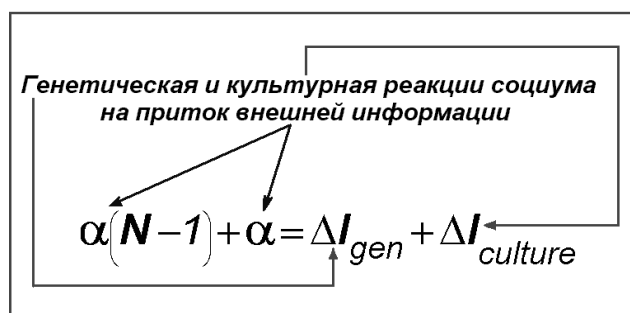 Генетическая и культурная реакции социума
на приток внешней информации
α(N−1)+α=ΔI_gen + ΔI_culture